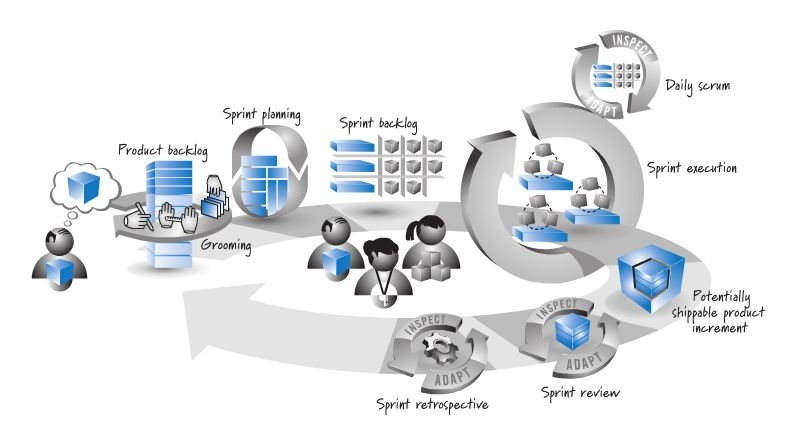 INSPECT
ADAPT
Daily scrum
Sprint planning
Sprint backlog
Product backlog
Sprint execution
Grooming
Potentially
shippable product
increment
INSPECT
ADAPT
Sprint review
INSPECT
ADAPT
Sprint retrospective